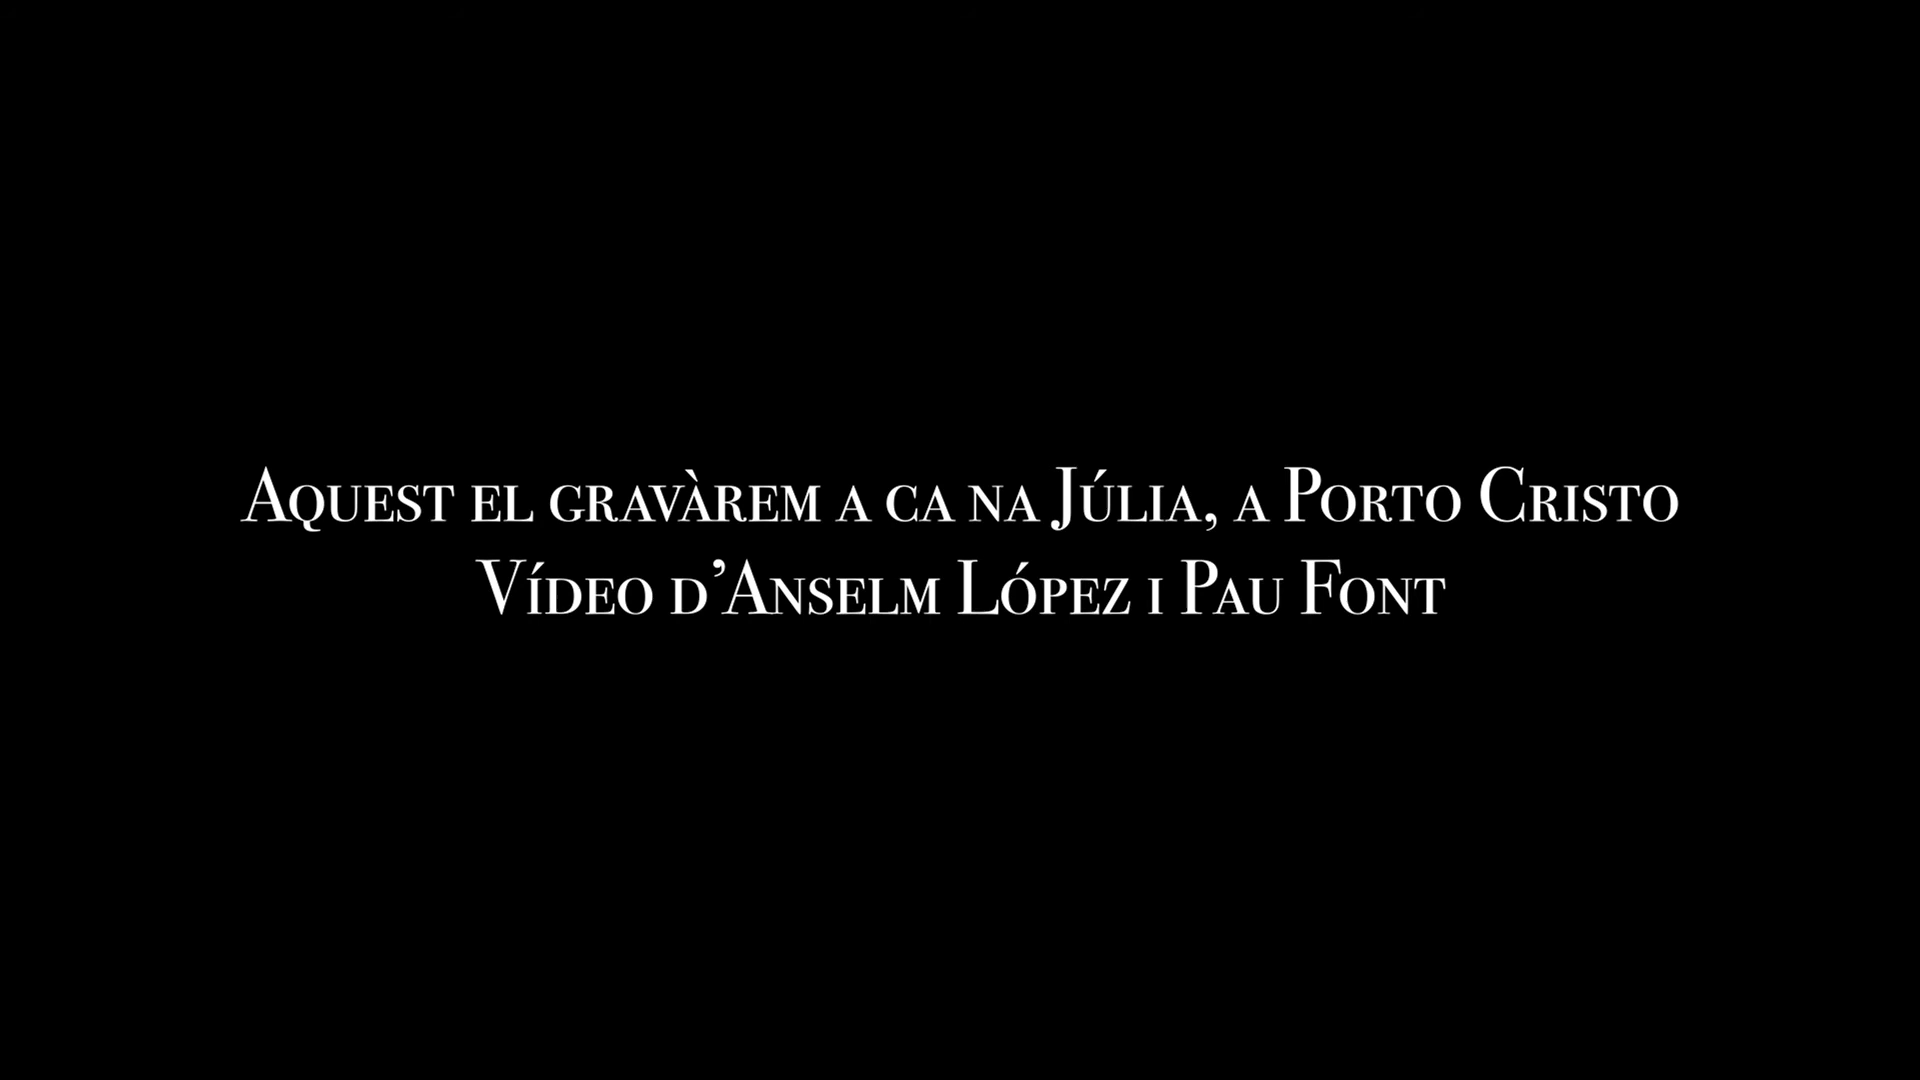 Aquest el gravàrem a ca na Júlia, a Porto Cristo
Vídeo d’Anselm López i Pau Font